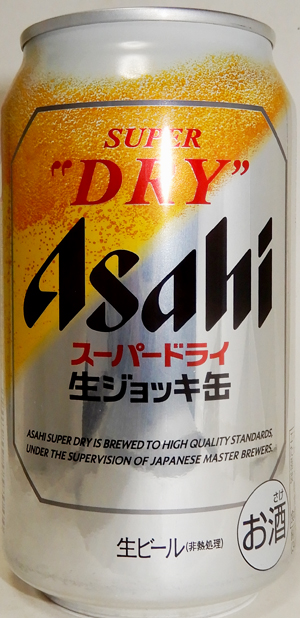 SUPER
"DRY"
Asahi
スーパードライ
生ジョッキ缶
ASAHI SUPER DRY IS BREWED TO HIGH QUALITY STANDARDS,
UNDER THE SUPERVISION OF JAPANESE MASTER BREWERS.
生ビール(非熱処理)
さけ
お酒